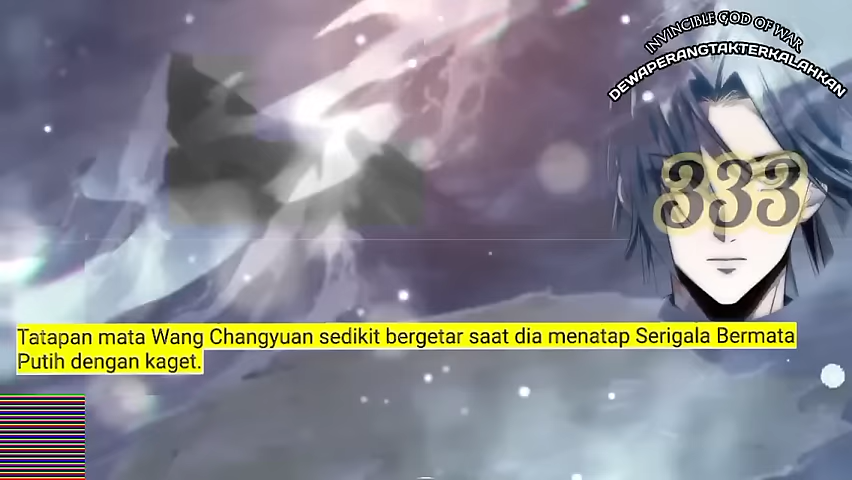 INVINCIBLE GOD OF WAR
DEWAPERANGTAKTERKALAHKAN
333
Tatapan mata Wang Changyuan sedikit bergetar saat dia menatap Serigala Bermata
Putih dengan kaget.